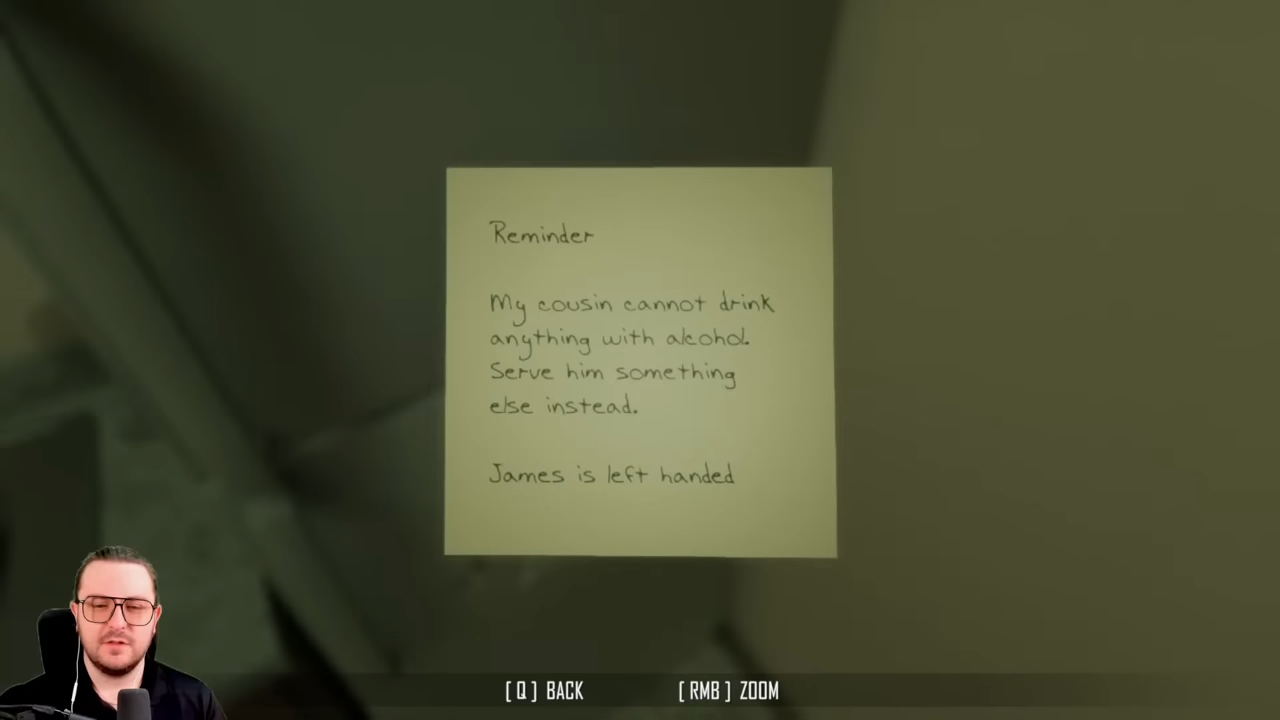 Reminder
My cousin cannot drink
anything with alcohol.
Serve him something
else instead.
James is left handed
[Q] BACK
[RMB] ZOOM